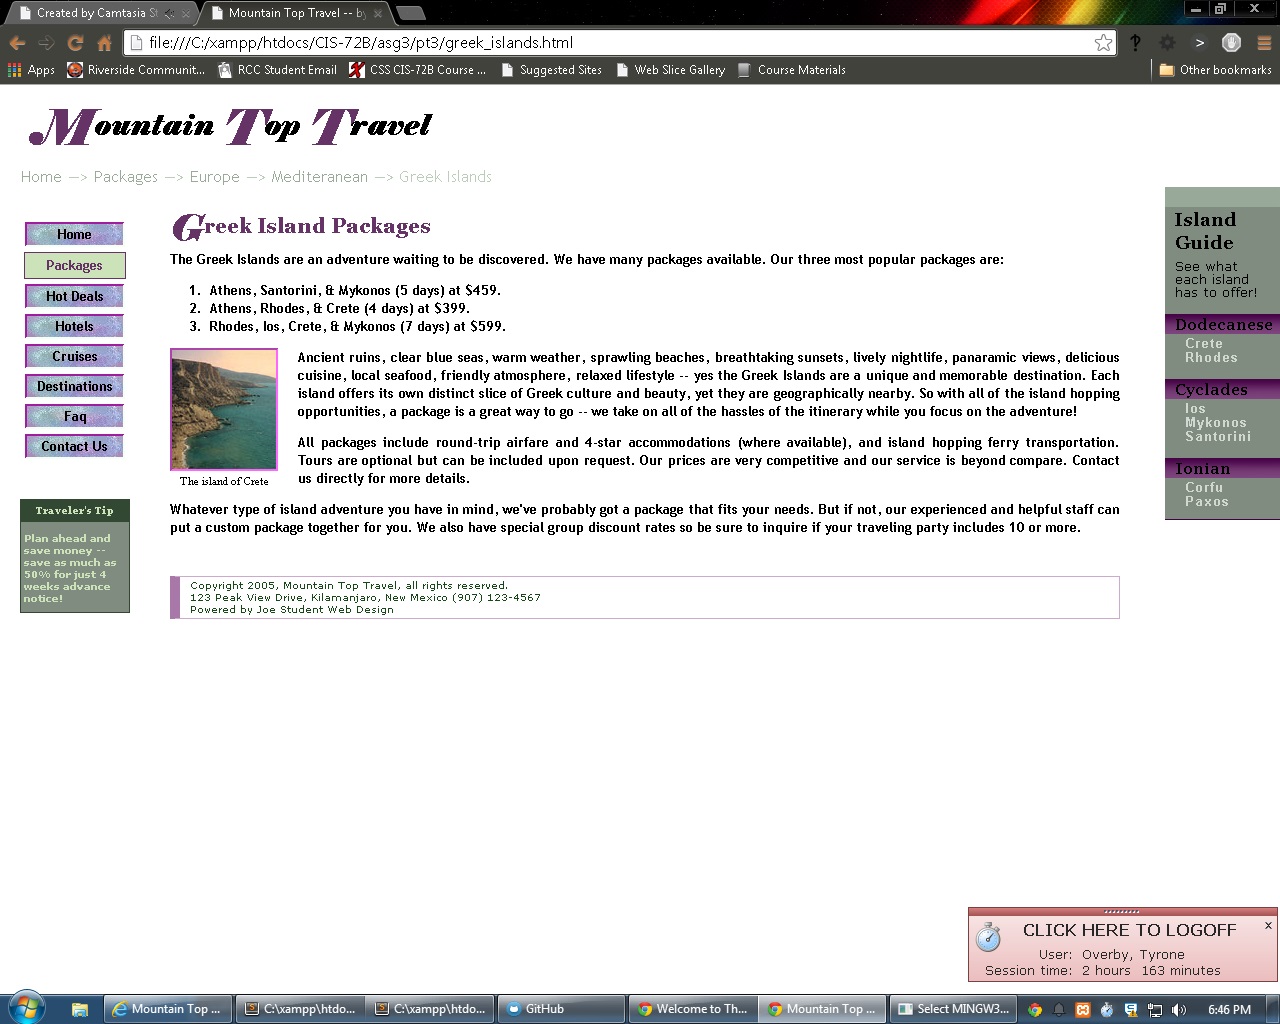 Created by Camtasia St
Mountain Top Travel -- by
file:///C:/xampp/htdocs/CIS-72B/asg3/pt3/greek_islands.html
Apps Riverside Communit... RCC Student Email CSS CIS-72B Course ... Suggested Sites Web Slice Gallery Course Materials Other bookmarks
Mountain Top Travel
Home —> Packages —> Europe —> Mediteranean —> Greek Islands
Home
Packages
Hot Deals
Hotels
Cruises
Destinations
Faq
Contact Us
Traveler's Tip
Plan ahead and
save money --
save as much as
50% for just 4
weeks advance
notice!
Greek Island Packages
The Greek Islands are an adventure waiting to be discovered. We have many packages available. Our three most popular packages are:
1. Athens, Santorini, & Mykonos (5 days) at $459.
2. Athens, Rhodes, & Crete (4 days) at $399.
3. Rhodes, Ios, Crete, & Mykonos (7 days) at $599.
Ancient ruins, clear blue seas, warm weather, sprawling beaches, breathtaking sunsets, lively nightlife, panaramic views, delicious
cuisine, local seafood, friendly atmosphere, relaxed lifestyle -- yes the Greek Islands are a unique and memorable destination. Each
island offers its own distinct slice of Greek culture and beauty, yet they are geographically nearby. So with all of the island hopping
opportunities, a package is a great way to go -- we take on all of the hassles of the itinerary while you focus on the adventure!
All packages include round-trip airfare and 4-star accommodations (where available), and island hopping ferry transportation.
Tours are optional but can be included upon request. Our prices are very competitive and our service is beyond compare. Contact
us directly for more details.
The island of Crete
Whatever type of island adventure you have in mind, we've probably got a package that fits your needs. But if not, our experienced and helpful staff can
put a custom package together for you. We also have special group discount rates so be sure to inquire if your traveling party includes 10 or more.
Copyright 2005, Mountain Top Travel, all rights reserved.
123 Peak View Drive, Kilamanjaro, New Mexico (907) 123-4567
Powered by Joe Student Web Design
Island
Guide
See what
each island
has to offer!
Dodecanese
Crete
Rhodes
Cyclades
Ios
Mykonos
Santorini
Ionian
Corfu
Paxos
CLICK HERE TO LOGOFF x
User: Overby, Tyrone
Session time: 2 hours 163 minutes
Mountain Top ... C:\xampp\htdo... C:\xampp\htdo... GitHub Welcome to Th... Mountain Top ... Select MINGW3... 6:46 PM